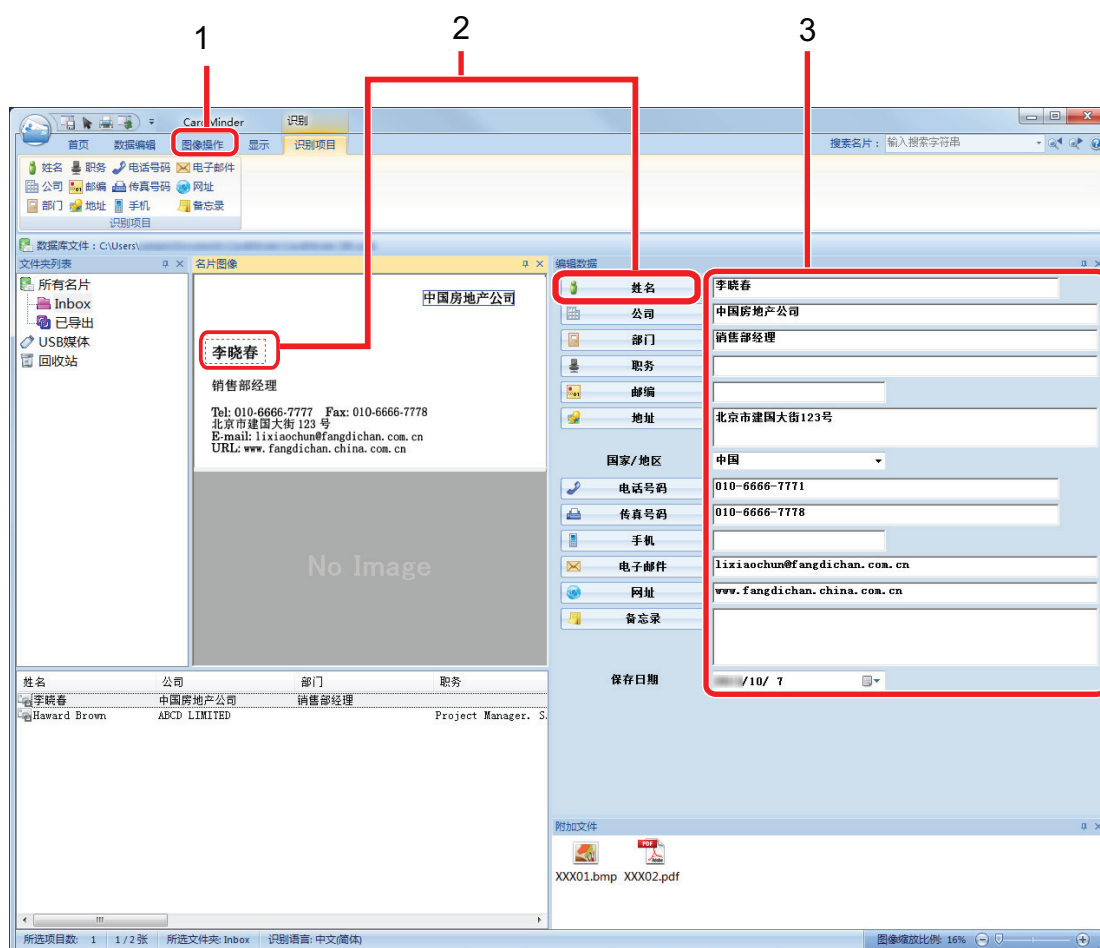 1
2
3
CardMinder 识别
首页 数据编辑 图像操作 显示 识别项目 搜索名片： 输入搜索字符串
姓名 职务 电话号码 电子邮件
公司 邮编 传真号码 网址
部门 地址 手机 备忘录
识别项目
数据库文件：C:\Users\
文件夹列表
所有名片
Inbox
已导出
USB媒体
回收站
名片图像
中国房地产公司
李晓春
销售部经理
Tel: 010-6666-7777 Fax: 010-6666-7778
北京市建国大街 123 号
E-mail: lixiaochun@fangdichan.com.cn
URL: www.fangdichan.china.com.cn
No Image
编辑数据
姓名 李晓春
公司 中国房地产公司
部门 销售部经理
职务
邮编
地址 北京市建国大街123号
国家/地区 中国
电话号码 010-6666-7771
传真号码 010-6666-7778
手机
电子邮件 lixiaochun@fangdichan.com.cn
网址 www.fangdichan.china.com.cn
备忘录
保存日期 /10/ 7
姓名 公司 部门 职务
李晓春 中国房地产公司 销售部经理
Haward Brown ABCD LIMITED Project Manager. S.
附加文件
XXX01.bmp XXX02.pdf
所选项目数: 1 1/2张 所选文件夹: Inbox 识别语言: 中文(简体) 图像缩放比例: 16%